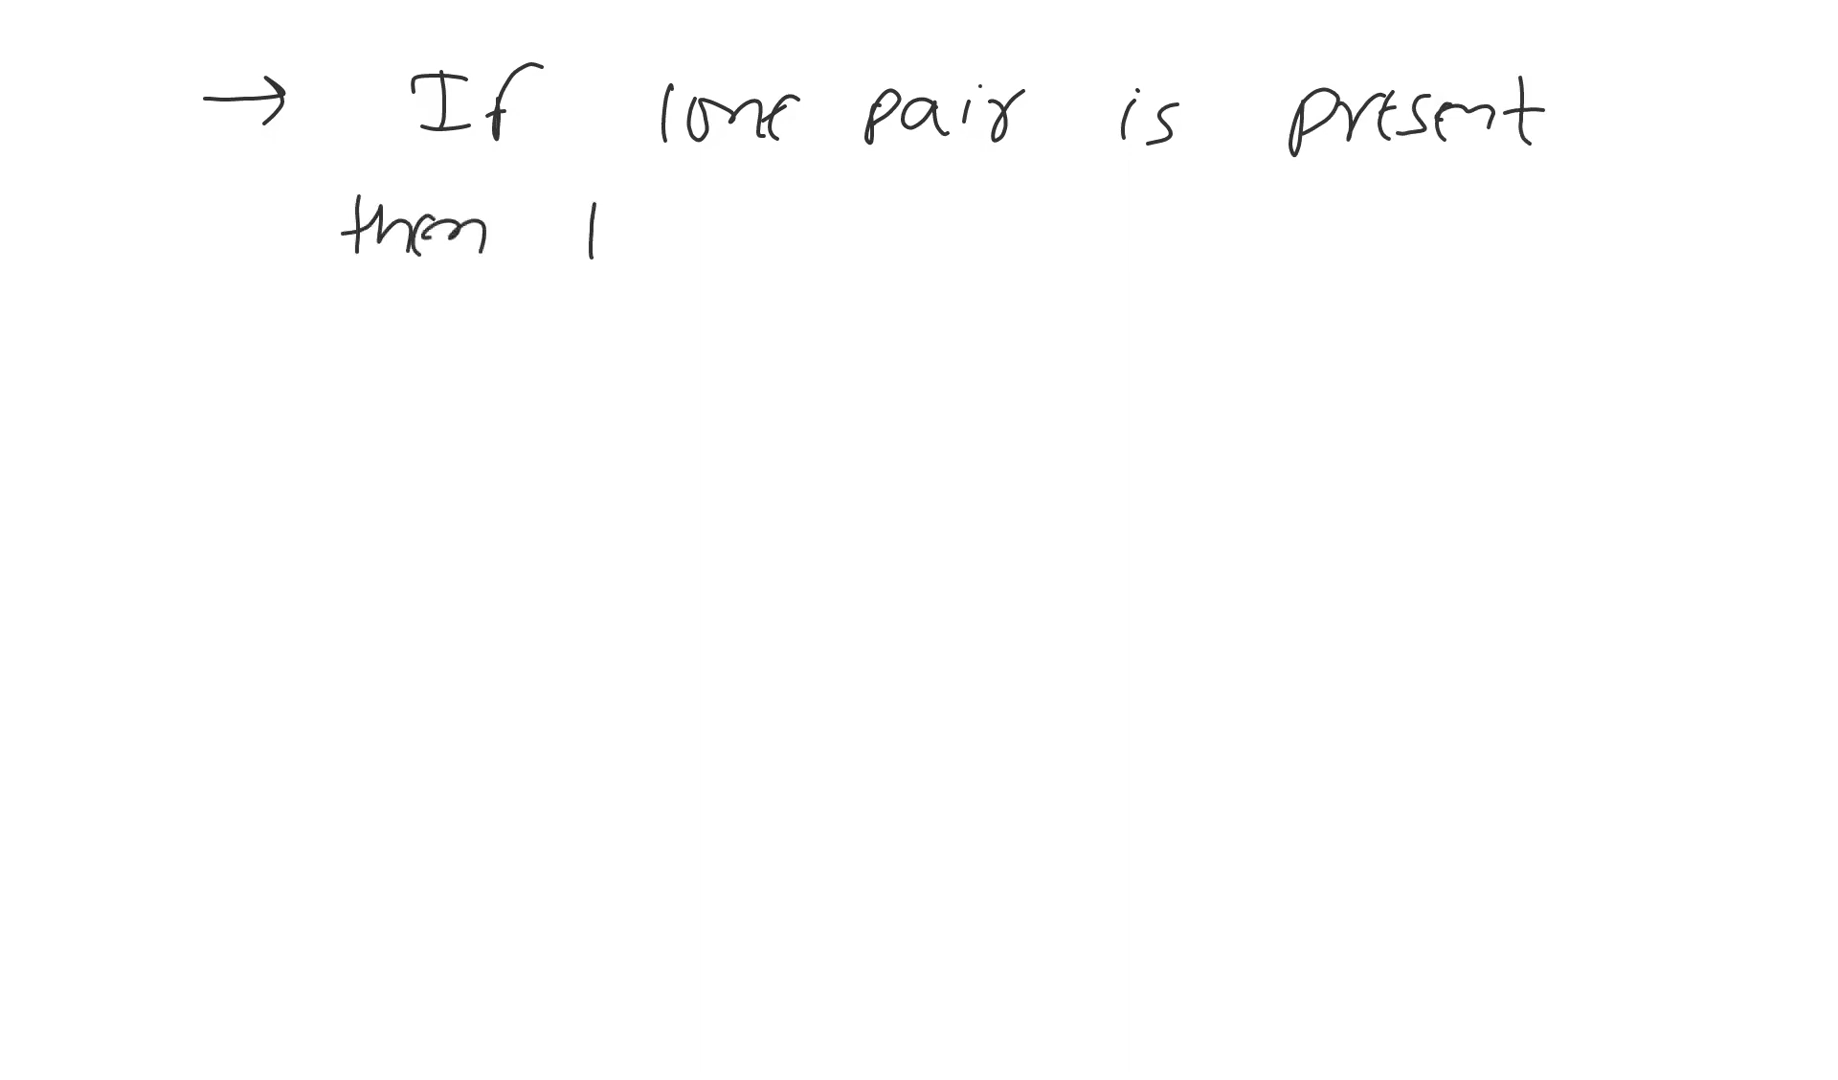 → If lone pair is present
then l